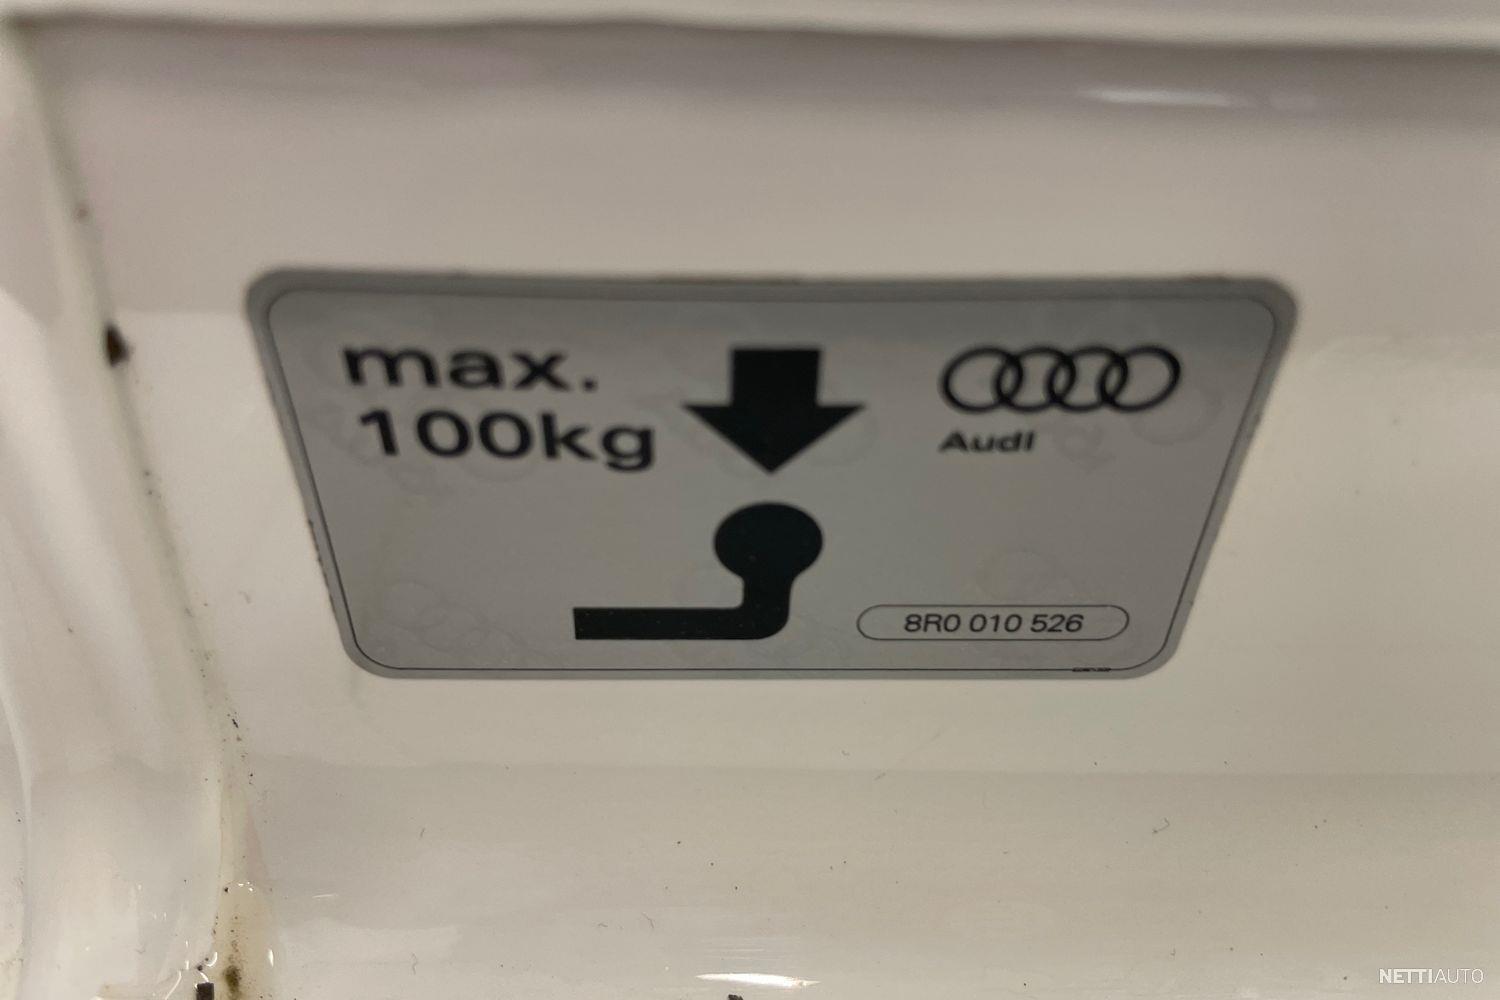 max.
100kg
Audi
8R0 010 526
NETTIAUTO